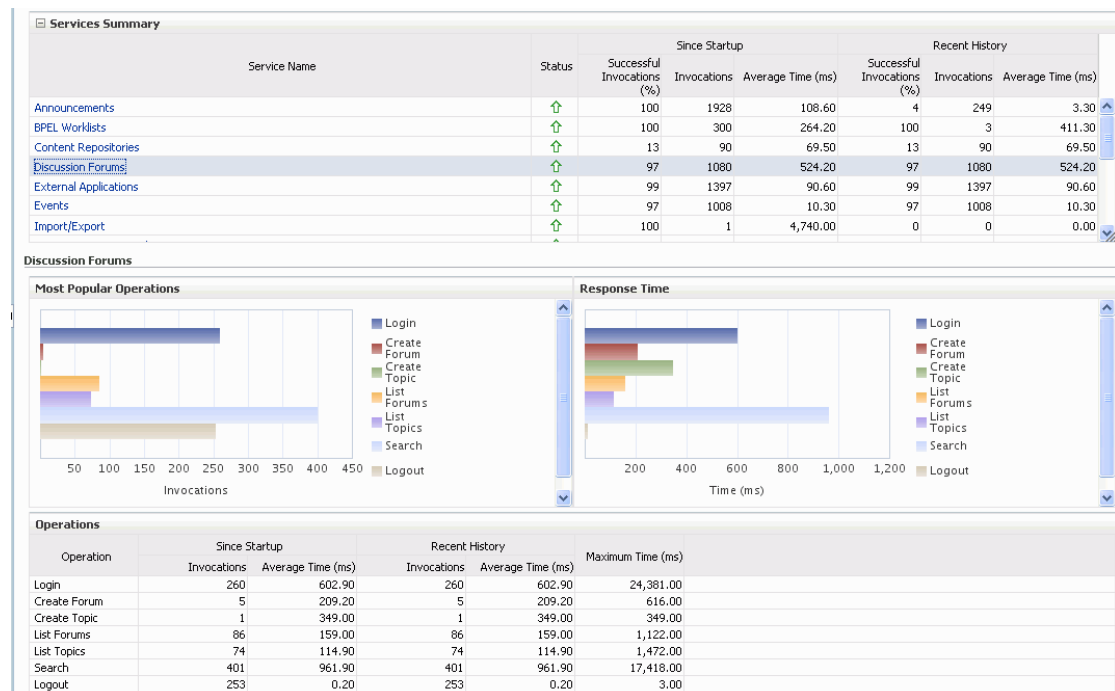 Services Summary
Since Startup Recent History
Service Name Status Successful Invocations (%) Invocations Average Time (ms) Successful Invocations (%) Invocations Average Time (ms)
Announcements 100 1928 108.60 4 249 3.30
BPEL Worklists 100 300 264.20 100 3 411.30
Content Repositories 13 90 69.50 13 90 69.50
Discussion Forums 97 1080 524.20 97 1080 524.20
External Applications 99 1397 90.60 99 1397 90.60
Events 97 1008 10.30 97 1008 10.30
Import/Export 100 1 4,740.00 0 0 0.00
Discussion Forums
Most Popular Operations
Login
Create
Forum
Create
Topic
List
Forums
List
Topics
Search
Logout
50 100 150 200 250 300 350 400 450
Invocations
Response Time
Login
Create
Forum
Create
Topic
List
Forums
List
Topics
Search
Logout
200 400 600 800 1,000 1,200
Time (ms)
Operations
Operation Since Startup Recent History Maximum Time (ms)
Invocations Average Time (ms) Invocations Average Time (ms)
Login 260 602.90 260 602.90 24,381.00
Create Forum 5 209.20 5 209.20 616.00
Create Topic 1 349.00 1 349.00 349.00
List Forums 86 159.00 86 159.00 1,122.00
List Topics 74 114.90 74 114.90 1,472.00
Search 401 961.90 401 961.90 17,418.00
Logout 253 0.20 253 0.20 3.00